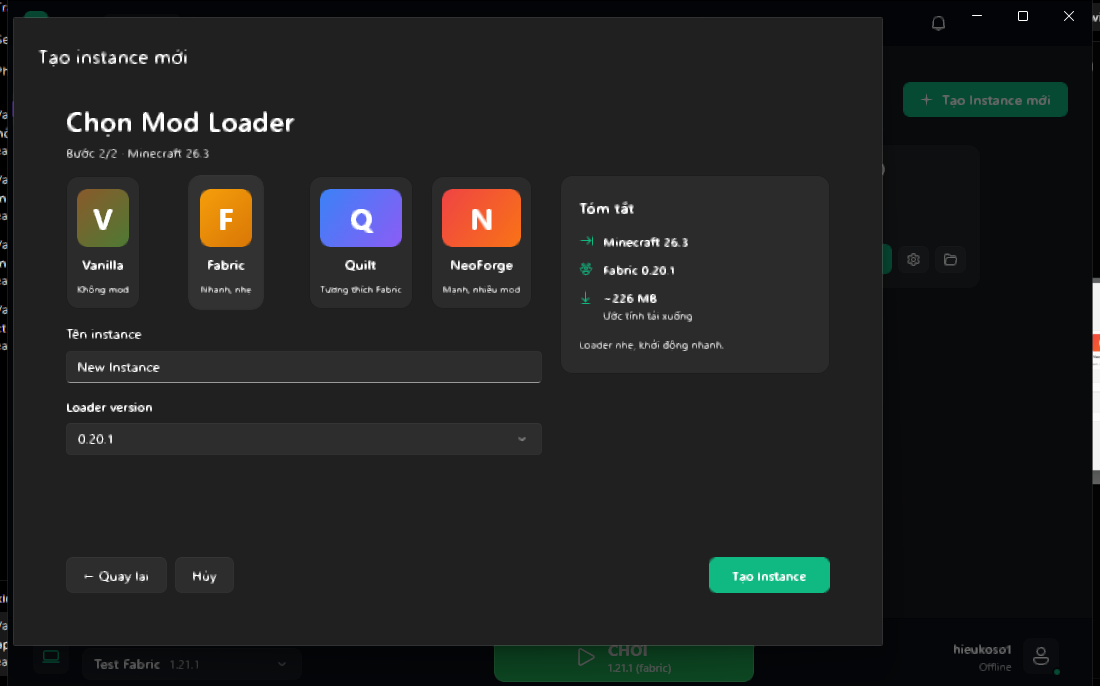 Tạo instance mới
+ Tạo Instance mới
Chọn Mod Loader
Bước 2/2 · Minecraft 26.3
V
Vanilla
Không mod
F
Fabric
Nhanh, nhẹ
Q
Quilt
Tương thích Fabric
N
NeoForge
Mạnh, nhiều mod
Tóm tắt
Minecraft 26.3
Fabric 0.20.1
~226 MB
Ước tính tải xuống
Loader nhẹ, khởi động nhanh.
Tên instance
New Instance
Loader version
0.20.1
← Quay lại
Hủy
Tạo instance
Test Fabric 1.21.1
CHƠI
1.21.1 (fabric)
hieukoso1
Offline